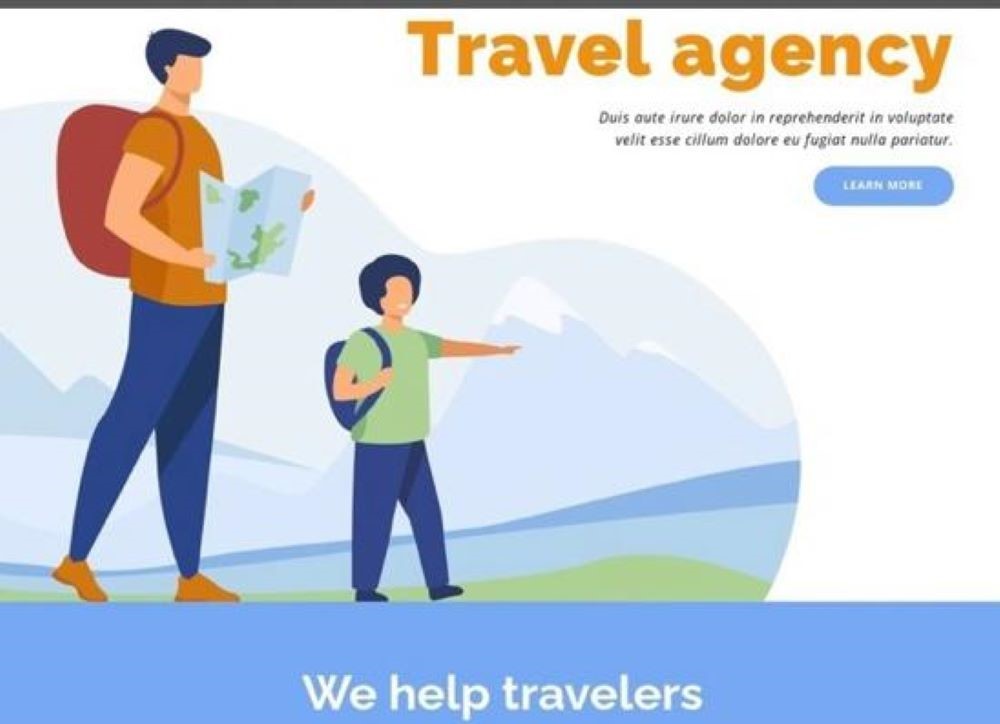 Travel agency
Duis aute irure dolor in reprehenderit in voluptate
velit esse cillum dolore eu fugiat nulla pariatur.
LEARN MORE
We help travelers